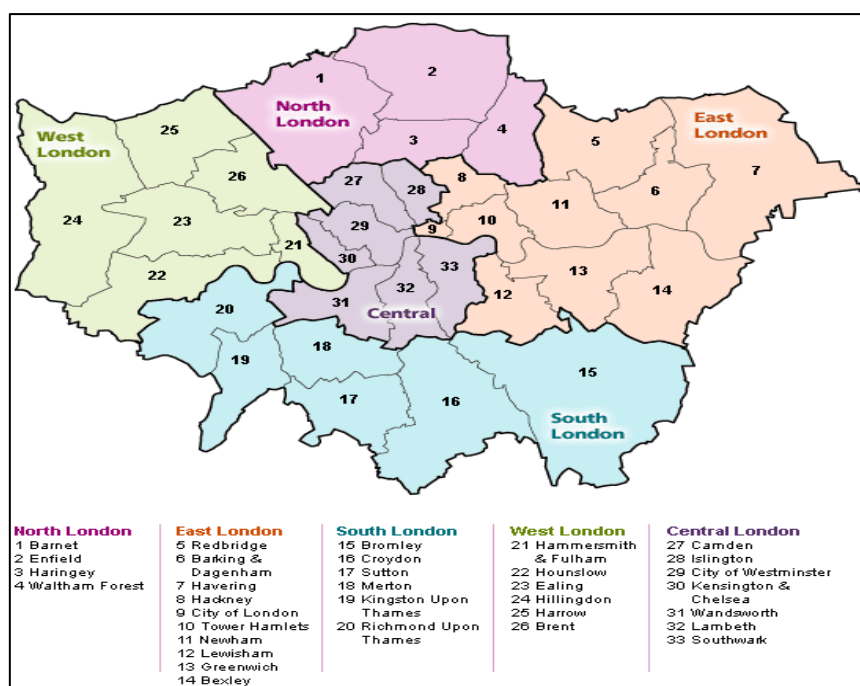 1
2
North
London
3
4
West
London
25
26
24
23
22
21
East
London
5
6
7
8
9
10
11
12
13
14
27
28
29
30
31
32
33
Central
20
19
18
17
16
15
South
London
North London
1 Barnet
2 Enfield
3 Haringey
4 Waltham Forest
East London
5 Redbridge
6 Barking &
Dagenham
7 Havering
8 Hackney
9 City of London
10 Tower Hamlets
11 Newham
12 Lewisham
13 Greenwich
14 Bexley
South London
15 Bromley
16 Croydon
17 Sutton
18 Merton
19 Kingston Upon
Thames
20 Richmond Upon
Thames
West London
21 Hammersmith
& Fulham
22 Hounslow
23 Ealing
24 Hillingdon
25 Harrow
26 Brent
Central London
27 Camden
28 Islington
29 City of Westminster
30 Kensington &
Chelsea
31 Wandsworth
32 Lambeth
33 Southwark